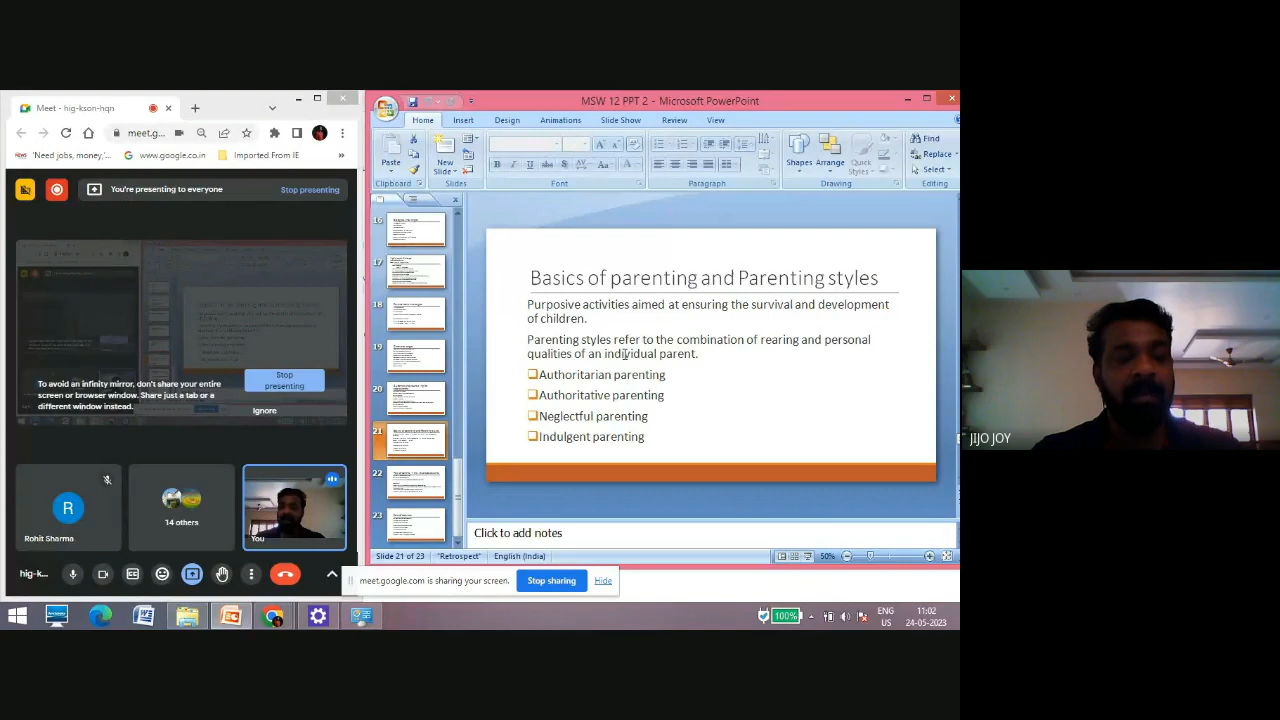 Meet - hig-kson-hqn
meet.g...
'Need jobs, money,'...
www.google.co.in
Imported From IE
»
You're presenting to everyone
Stop presenting
To avoid an infinity mirror, don't share your entire
screen or browser window. Share just a tab or a
different window instead.
Stop
presenting
Ignore
R
Rohit Sharma
14 others
You
hig-k...
MSW 12 PPT 2 - Microsoft PowerPoint
Home
Insert
Design
Animations
Slide Show
Review
View
Paste
Clipboard
New
Slide
Slides
Font
Paragraph
Shapes
Arrange
Quick
Styles
Drawing
Find
Replace
Select
Editing
16
17
18
19
20
21
22
23
Basics of parenting and Parenting styles
Purposive activities aimed at ensuring the survival and development
of children.
Parenting styles refer to the combination of rearing and personal
qualities of an individual parent.
Authoritarian parenting
Authoritative parenting
Neglectful parenting
Indulgent parenting
Click to add notes
Slide 21 of 23
"Retrospect"
English (India)
50%
meet.google.com is sharing your screen.
Stop sharing
Hide
100%
ENG
US
11:02
24-05-2023
JIJO JOY